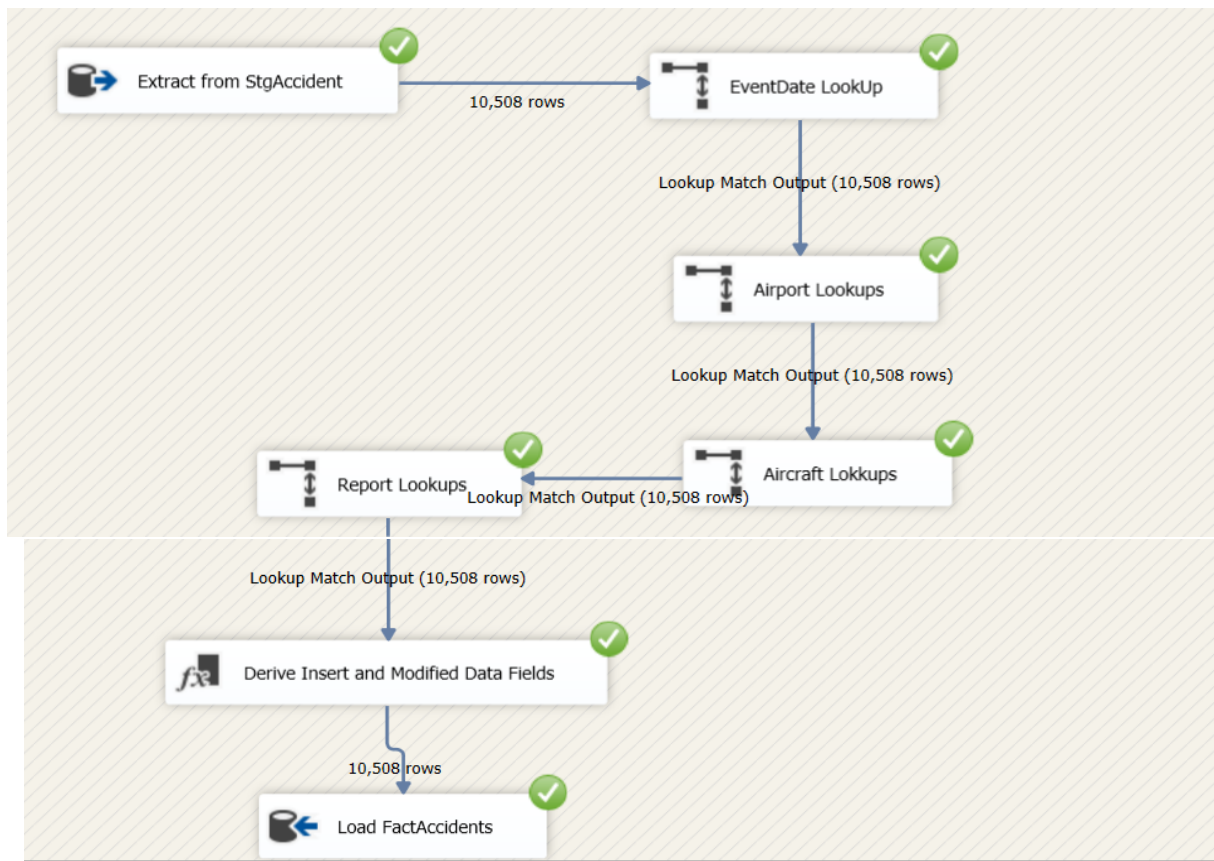 Extract from StgAccident
10,508 rows
EventDate LookUp
Lookup Match Output (10,508 rows)
Airport Lookups
Lookup Match Output (10,508 rows)
Aircraft Lokkups
Lookup Match Output (10,508 rows)
Report Lookups
Lookup Match Output (10,508 rows)
Derive Insert and Modified Data Fields
10,508 rows
Load FactAccidents